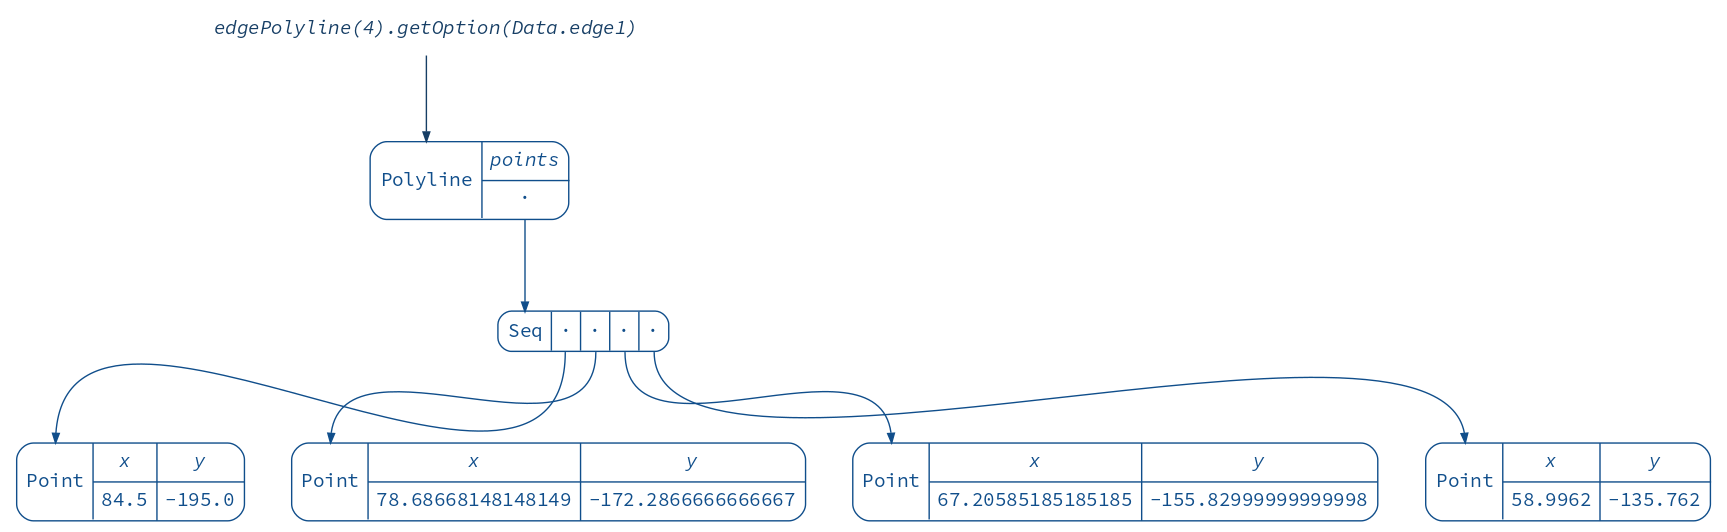 edgePolyline(4).getOption(Data.edge1)
points
Polyline
·
Seq · · · ·
Point x y 84.5 -195.0
Point x y 78.68668148148149 -172.2866666666667
Point x y 67.20585185185185 -155.82999999999998
Point x y 58.9962 -135.762